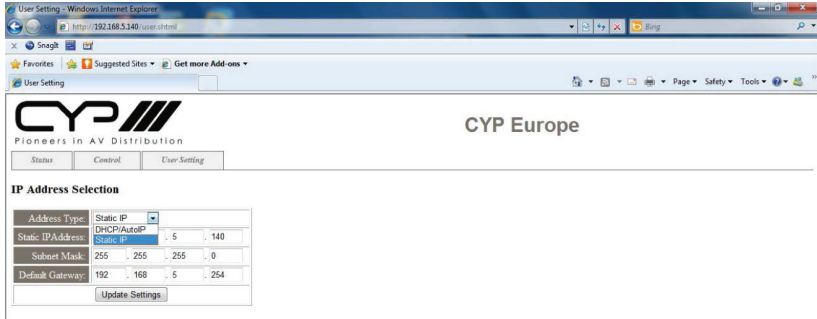 User Setting - Windows Internet Explorer
http://192.168.5.140/user.shtml
Bing
x SnagIt
Favorites Suggested Sites Get more Add-ons
User Setting
Page Safety Tools
CYP
Pioneers in AV Distribution
CYP Europe
Status Control User Setting
IP Address Selection
Address Type: Static IP
DHCP/AutoIP
Static IP
Static IPAddress: . 5 . 140
Subnet Mask: 255 . 255 . 255 . 0
Default Gateway: 192 . 168 . 5 . 254
Update Settings